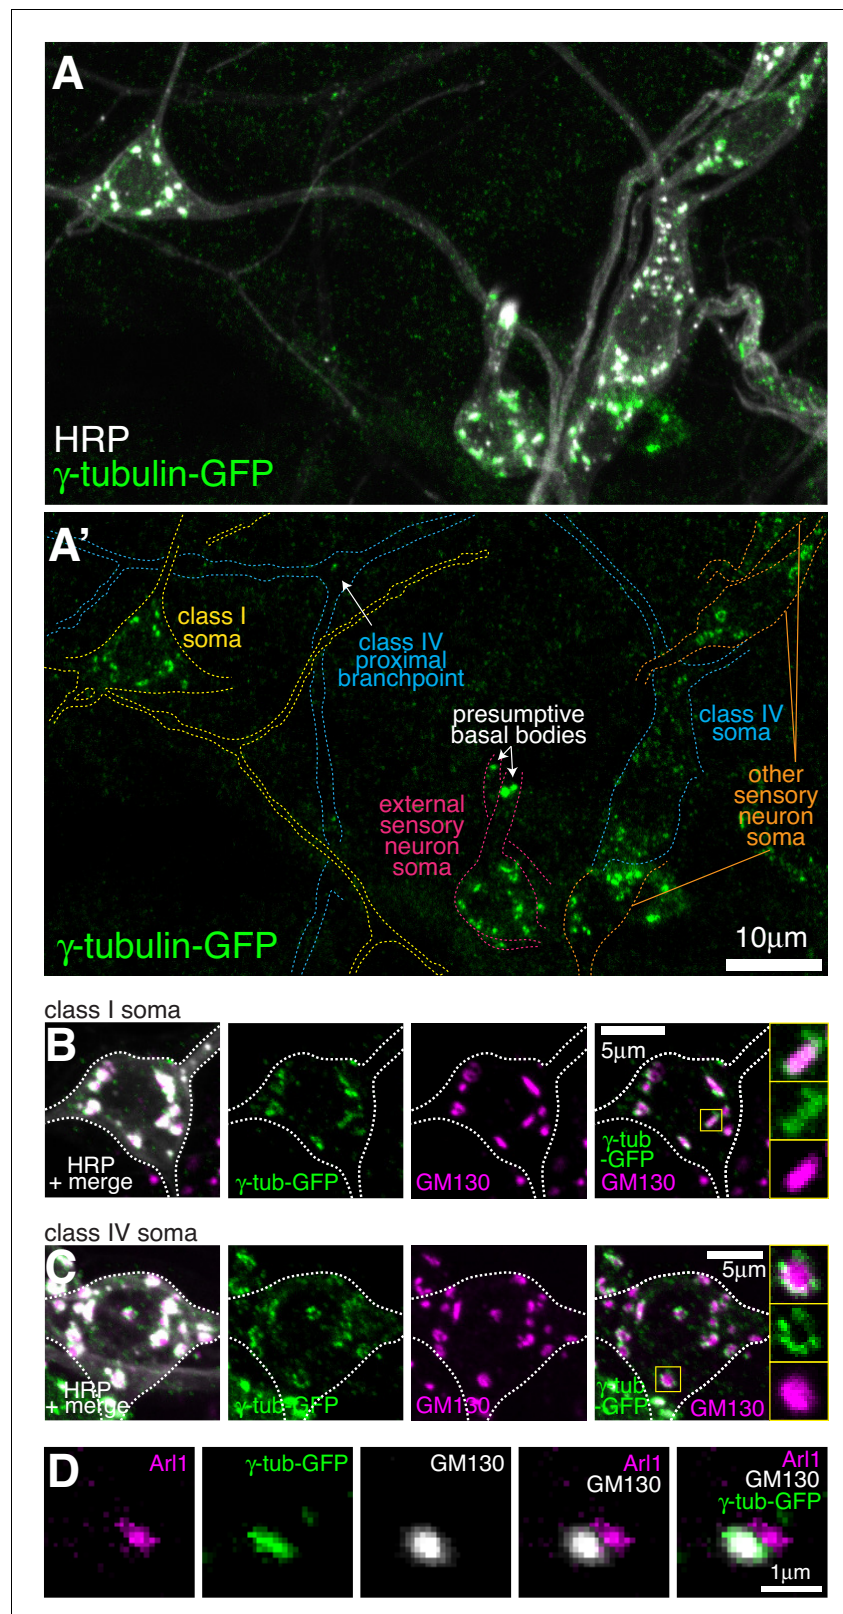 A
HRP
γ-tubulin-GFP
A'
class I
soma
class IV
proximal
branchpoint
presumptive
basal bodies
class IV
soma
external
sensory
neuron
soma
other
sensory
neuron
soma
γ-tubulin-GFP
10μm
class I soma
B
HRP
+ merge
γ-tub-GFP
GM130
5μm
γ-tub
-GFP
GM130
class IV soma
C
HRP
+ merge
γ-tub-GFP
GM130
5μm
γ-tub
-GFP
GM130
D
Arl1
γ-tub-GFP
GM130
Arl1
GM130
Arl1
GM130
γ-tub-GFP
1μm